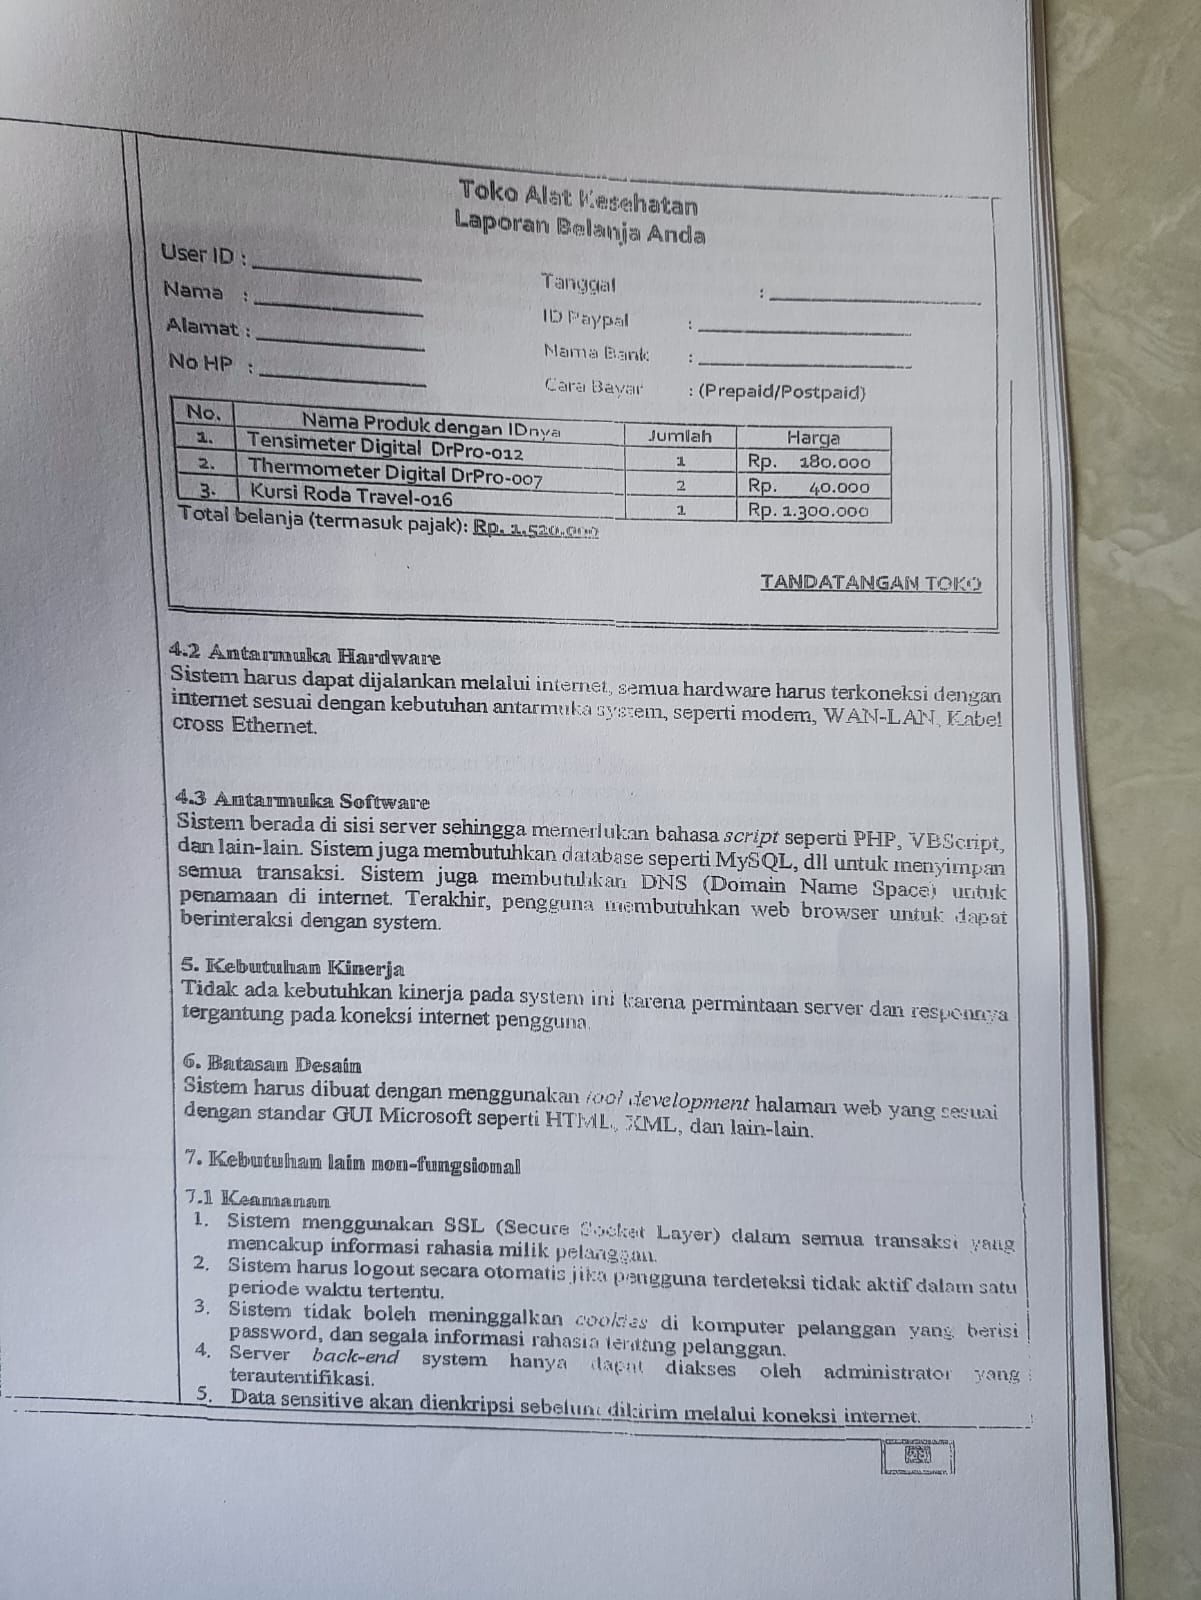 Toko Alat Kesehatan
Laporan Belanja Anda
User ID :
Nama :
Alamat :
No HP :
Tanggal :
ID Paypal :
Nama Bank :
Cara Bayar : (Prepaid/Postpaid)
No. Nama Produk dengan IDnya Jumlah Harga
1. Tensimeter Digital DrPro-012 1 Rp. 180.000
2. Thermometer Digital DrPro-007 2 Rp. 40.000
3. Kursi Roda Travel-016 1 Rp. 1.300.000
Total belanja (termasuk pajak): Rp. 1.520.000
TANDATANGAN TOKO
4.2 Antarmuka Hardware
Sistem harus dapat dijalankan melalui internet, semua hardware harus terkoneksi dengan
internet sesuai dengan kebutuhan antarmuka system, seperti modem, WAN-LAN, Kabel
cross Ethernet.
4.3 Antarmuka Software
Sistem berada di sisi server sehingga memerlukan bahasa script seperti PHP, VBScript,
dan lain-lain. Sistem juga membutuhkan database seperti MySQL, dll untuk menyimpan
semua transaksi. Sistem juga membutuhkan DNS (Domain Name Space) untuk
penamaan di internet. Terakhir, pengguna membutuhkan web browser untuk dapat
berinteraksi dengan system.
5. Kebutuhan Kinerja
Tidak ada kebutuhkan kinerja pada system ini karena permintaan server dan responnya
tergantung pada koneksi internet pengguna.
6. Batasan Desain
Sistem harus dibuat dengan menggunakan tool development halaman web yang sesuai
dengan standar GUI Microsoft seperti HTML, XML, dan lain-lain.
7. Kebutuhan lain non-fungsional
7.1 Keamanan
1. Sistem menggunakan SSL (Secure Socket Layer) dalam semua transaksi yang
mencakup informasi rahasia milik pelanggan.
2. Sistem harus logout secara otomatis jika pengguna terdeteksi tidak aktif dalam satu
periode waktu tertentu.
3. Sistem tidak boleh meninggalkan cookies di komputer pelanggan yang berisi
password, dan segala informasi rahasia tentang pelanggan.
4. Server back-end system hanya dapat diakses oleh administrator yang
terautentifikasi.
5. Data sensitive akan dienkripsi sebelum dikirim melalui koneksi internet.